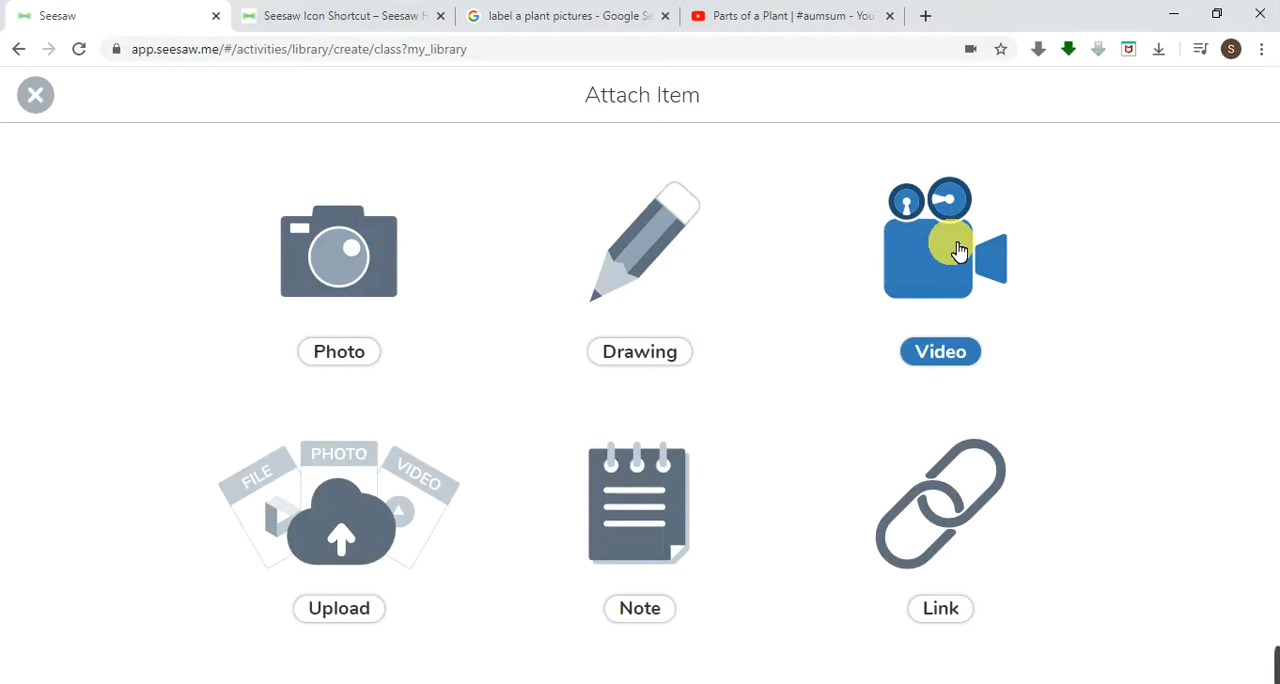 Seesaw
Seesaw Icon Shortcut – Seesaw H
label a plant pictures - Google Se
Parts of a Plant | #aumsum - You
app.seesaw.me/#/activities/library/create/class?my_library
S
Attach Item
Photo
Drawing
Video
FILE
PHOTO
VIDEO
Upload
Note
Link